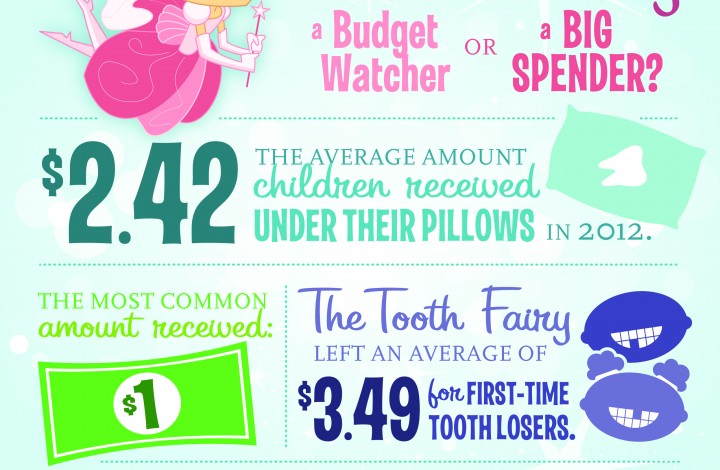 a Budget Watcher OR a BIG SPENDER?
$2.42 THE AVERAGE AMOUNT
children received
UNDER THEIR PILLOWS IN 2012.
THE MOST COMMON
amount received:
$1
The Tooth Fairy
LEFT AN AVERAGE OF
$3.49 for FIRST-TIME
TOOTH LOSERS.